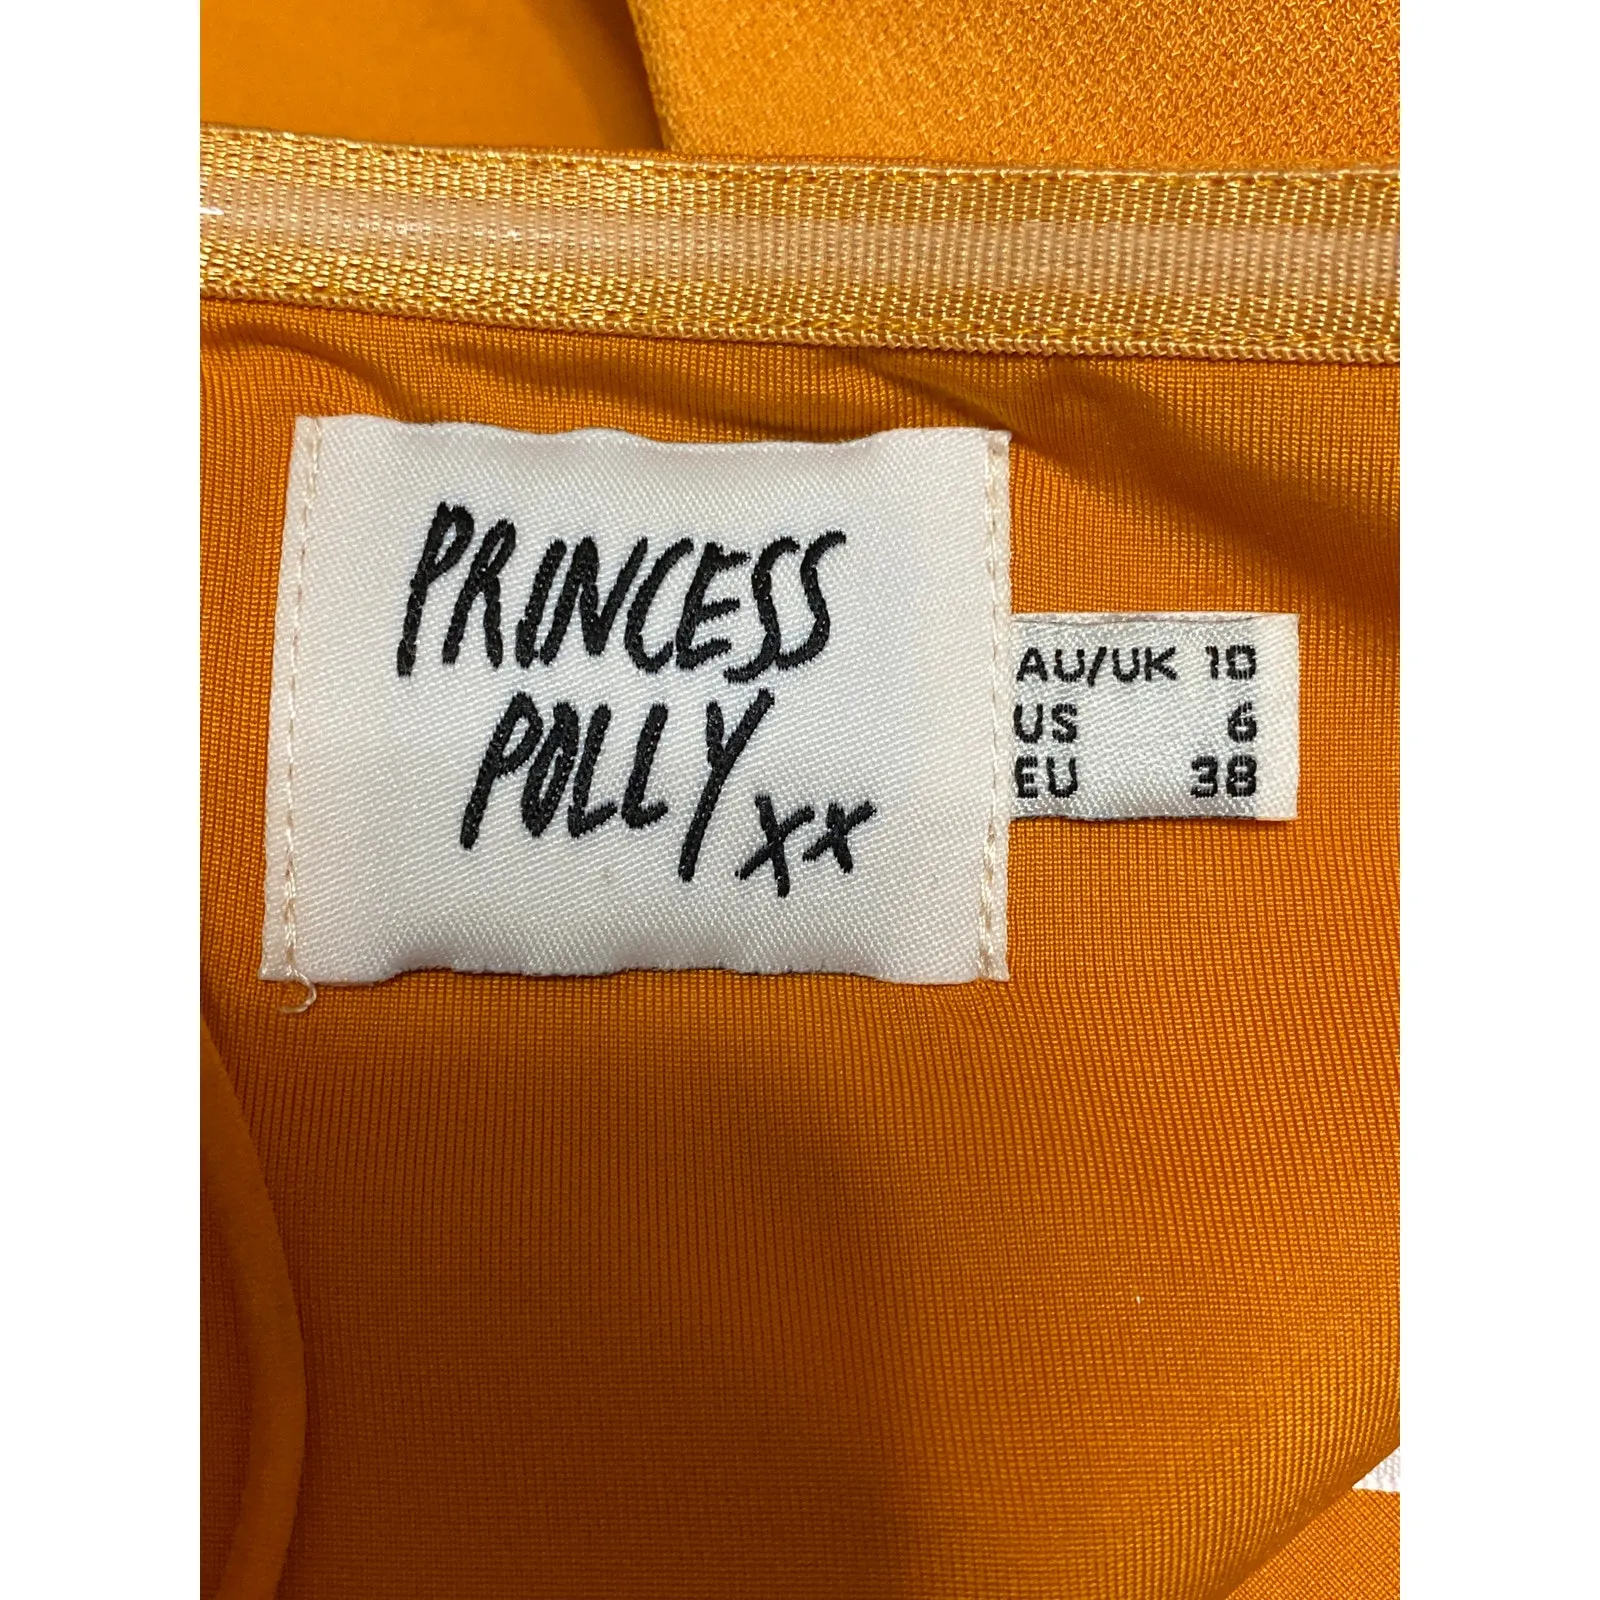 PRINCESS
POLLY xx
AU/UK 10
US 6
EU 38